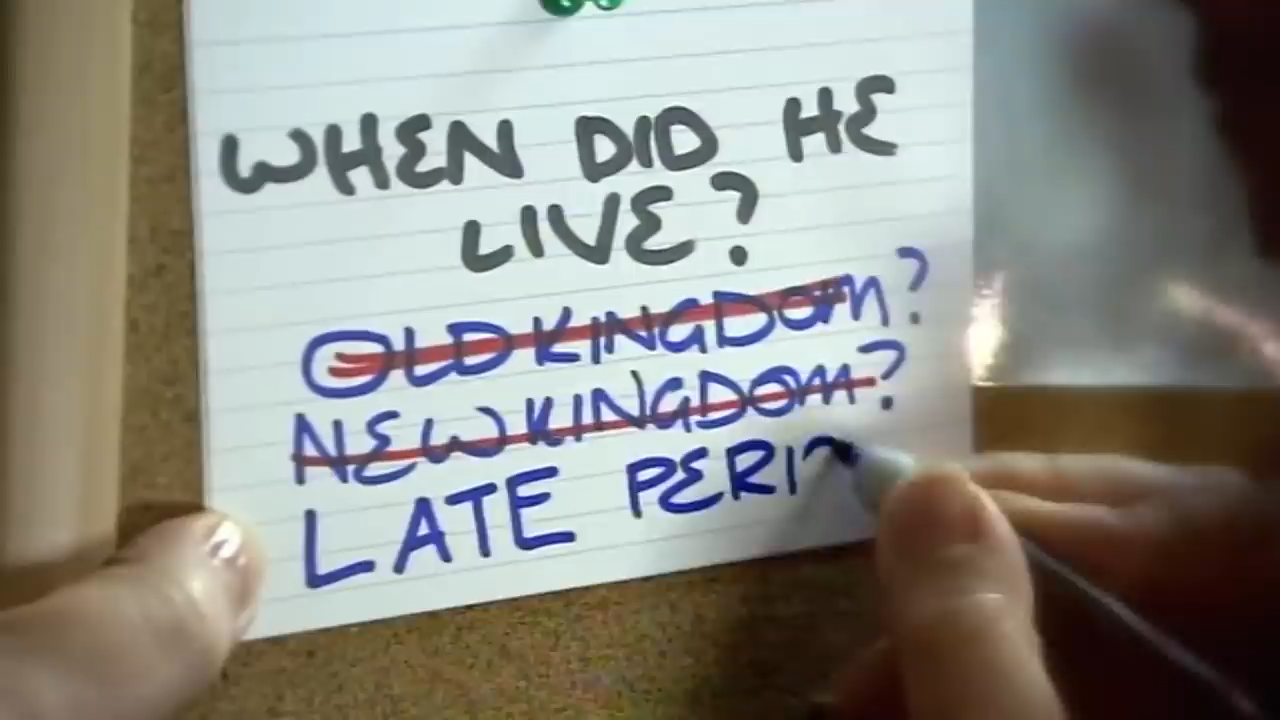 WHEN DID HE
LIVE?
OLD KINGDOM?
NEW KINGDOM?
LATE PERI